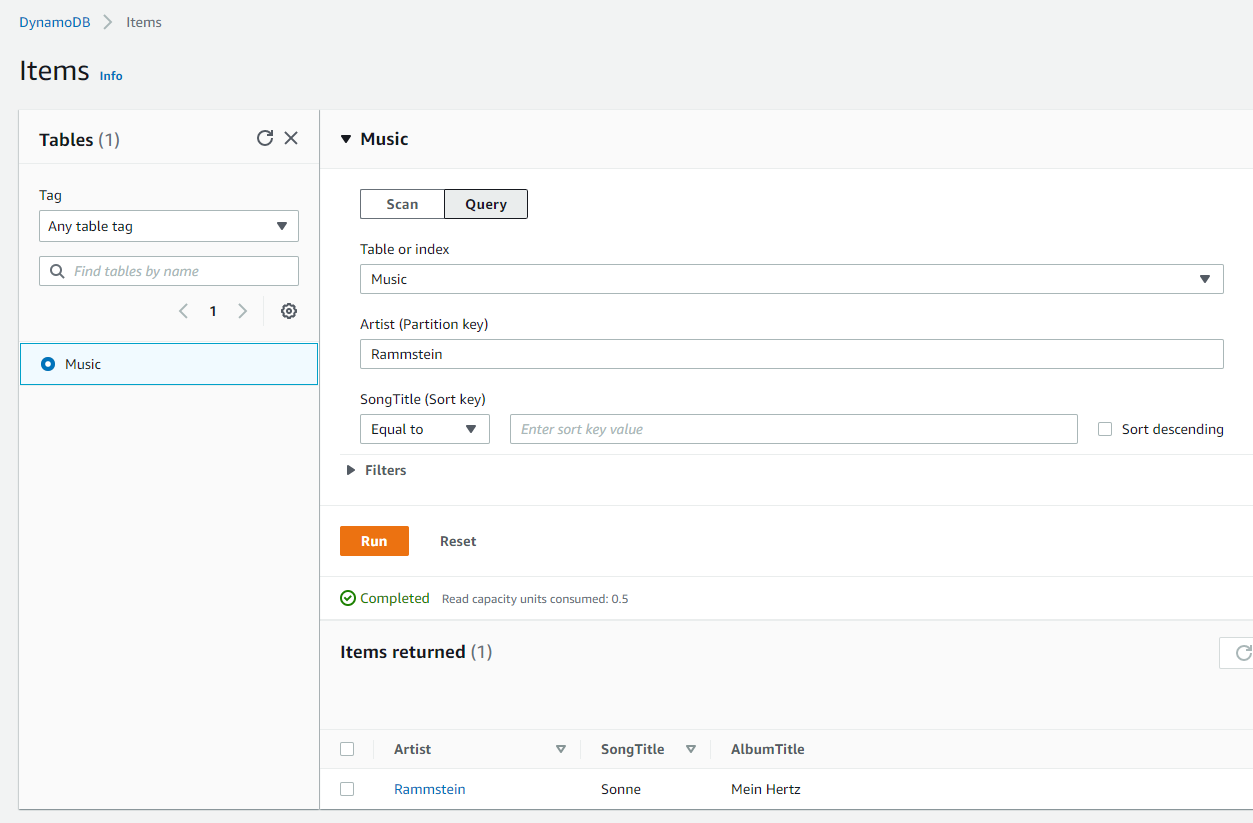 DynamoDB > Items
Items Info
Tables (1)
Tag
Any table tag
Find tables by name
1
Music
Music
Scan Query
Table or index
Music
Artist (Partition key)
Rammstein
SongTitle (Sort key)
Equal to Enter sort key value Sort descending
Filters
Run Reset
Completed Read capacity units consumed: 0.5
Items returned (1)
Artist SongTitle AlbumTitle
Rammstein Sonne Mein Hertz